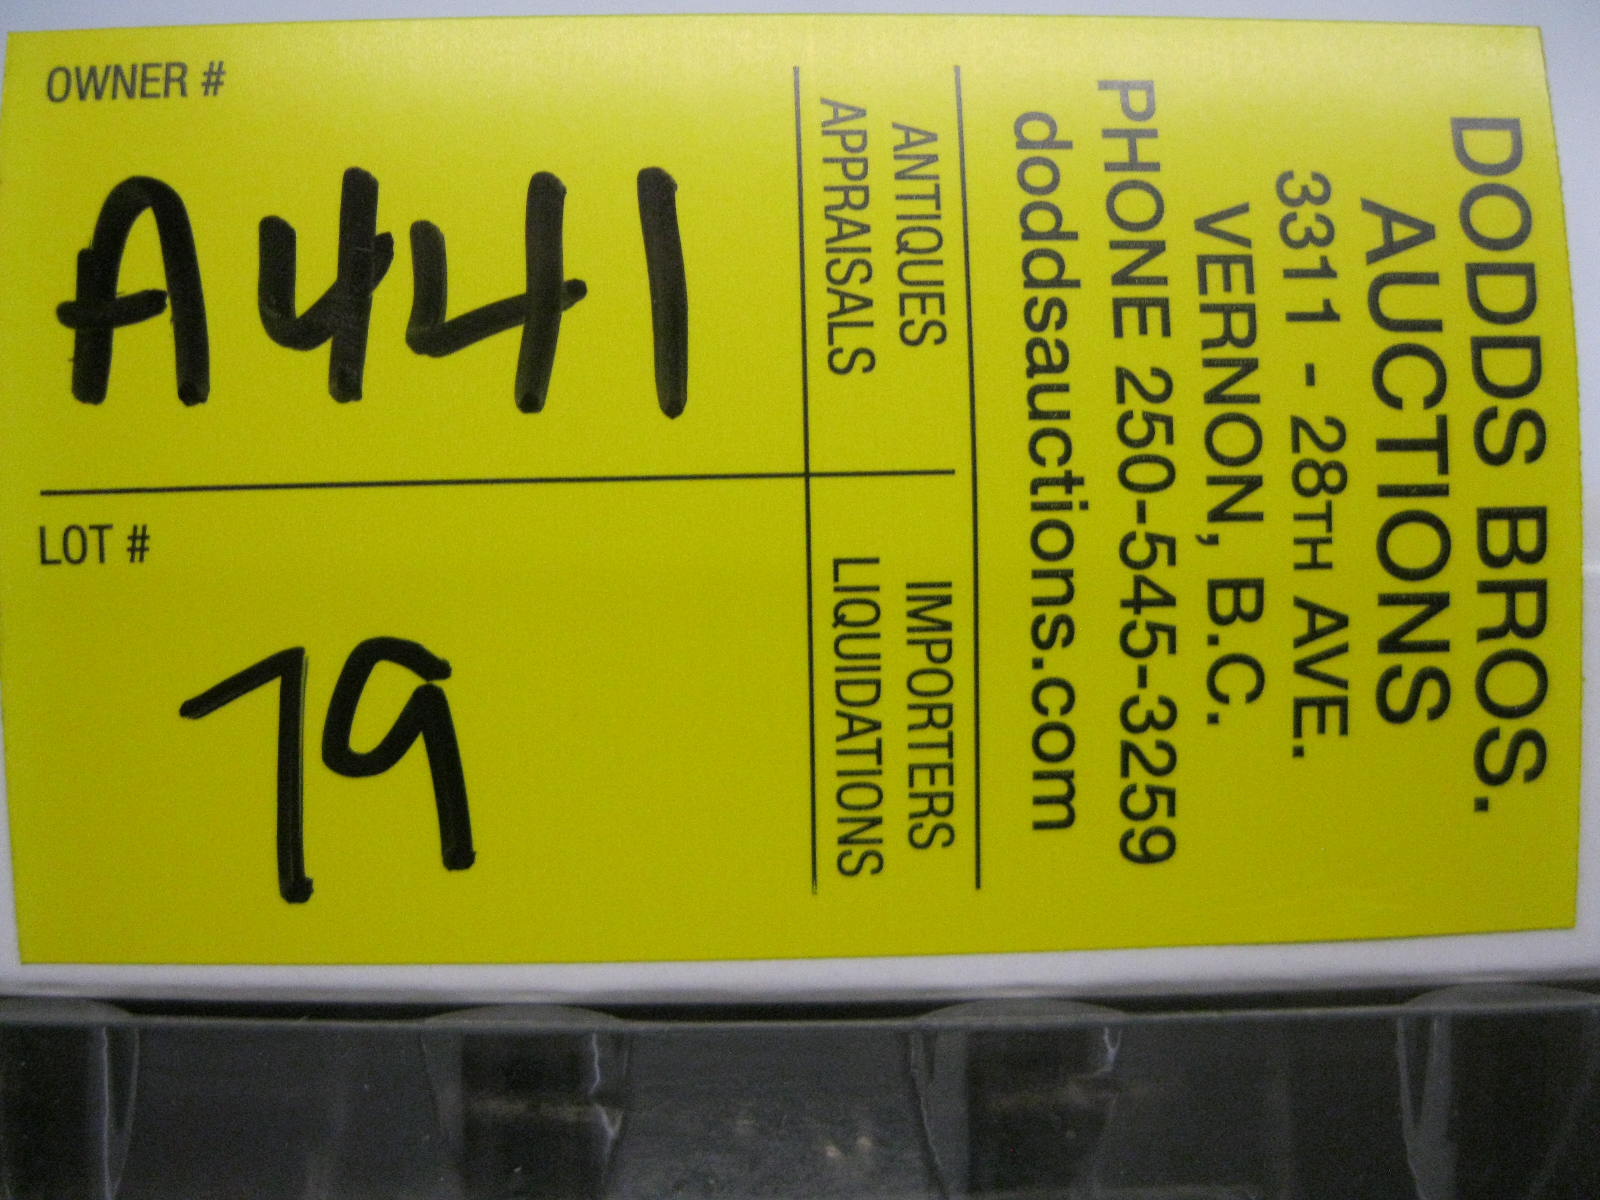 OWNER #
A441
LOT #
79
DODDS BROS.
AUCTIONS
3311 - 28TH AVE.
VERNON, B.C.
PHONE 250-545-3259
doddsauctions.com
ANTIQUES
APPRAISALS
IMPORTERS
LIQUIDATIONS